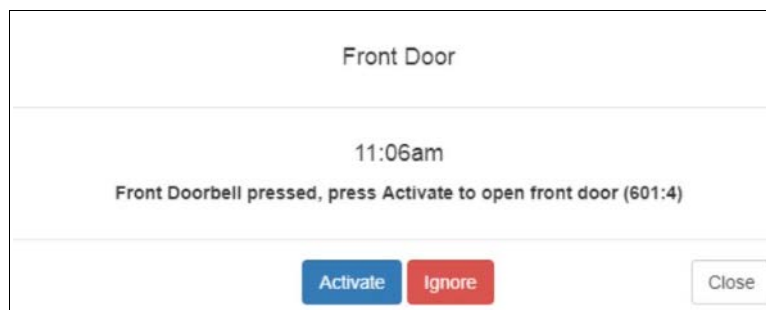 Front Door
11:06am
Front Doorbell pressed, press Activate to open front door (601:4)
Activate Ignore Close